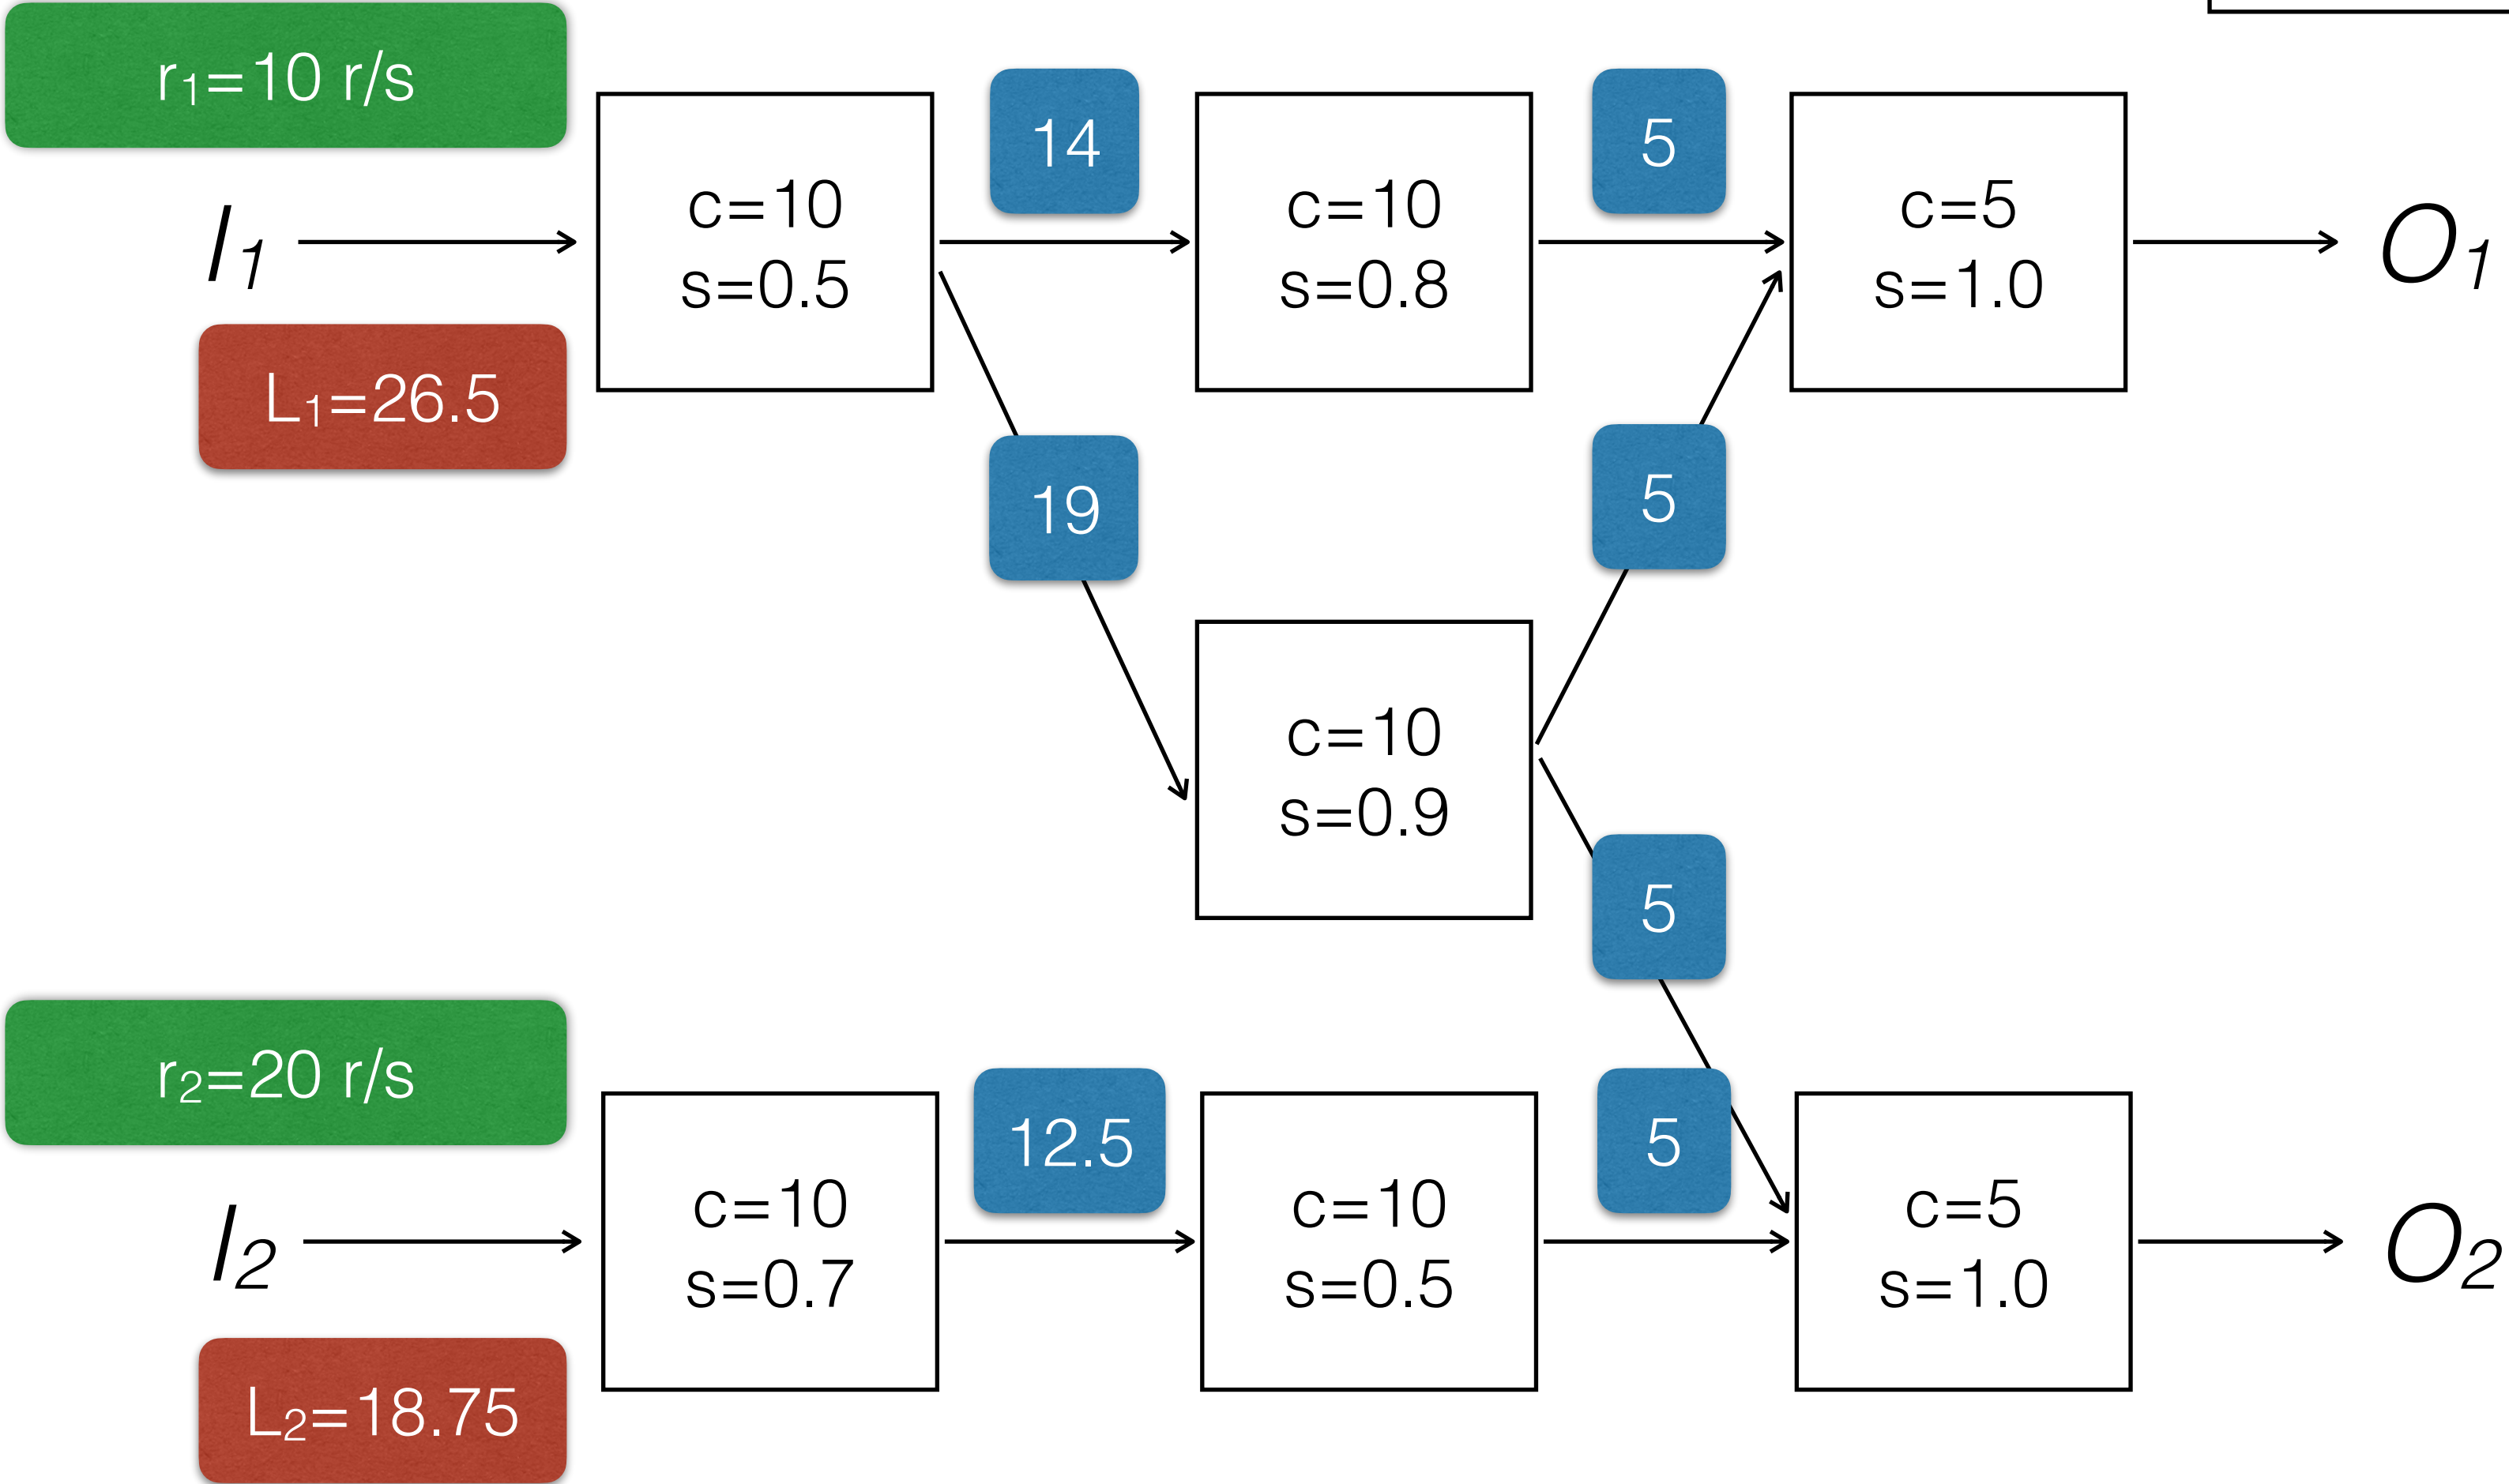 r₁=10 r/s
14
5
c=10
s=0.5
c=10
s=0.8
c=5
s=1.0
I₁
O₁
L₁=26.5
19
5
c=10
s=0.9
5
r₂=20 r/s
12.5
5
c=10
s=0.7
c=10
s=0.5
c=5
s=1.0
I₂
O₂
L₂=18.75